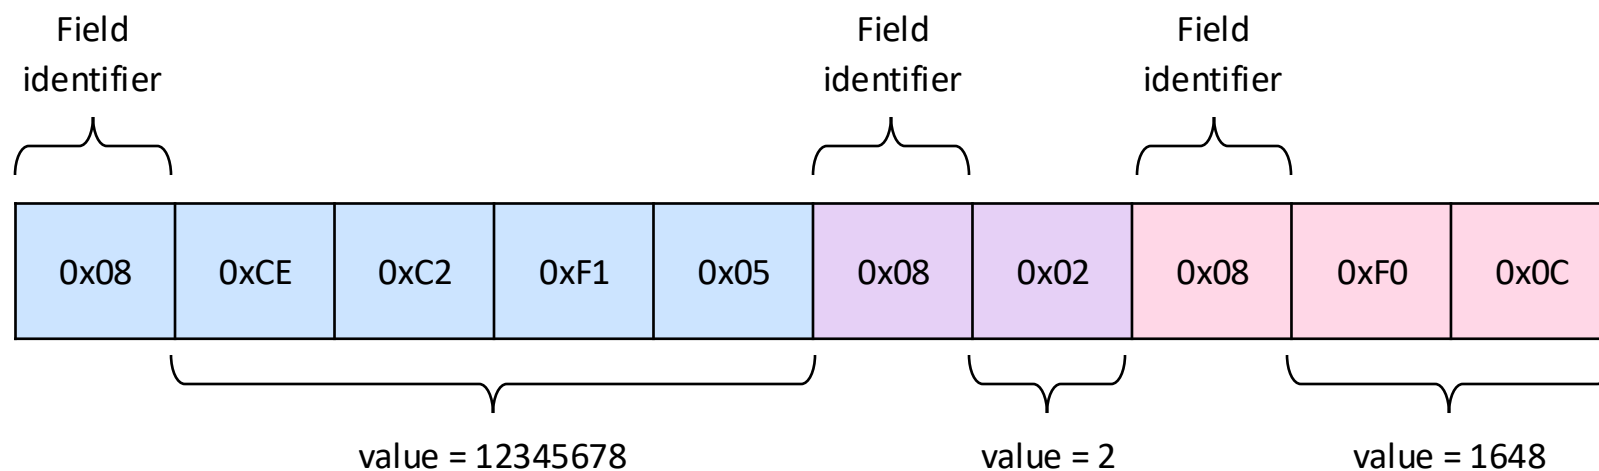 Field
identifier
Field
identifier
Field
identifier
0x08 0xCE 0xC2 0xF1 0x05 0x08 0x02 0x08 0xF0 0x0C
value = 12345678
value = 2
value = 1648